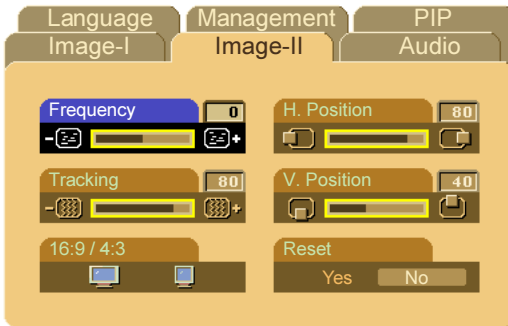 Language Management PIP
Image-I Image-II Audio
Frequency 0
H. Position 80
Tracking 80
V. Position 40
16:9 / 4:3
Reset
Yes No